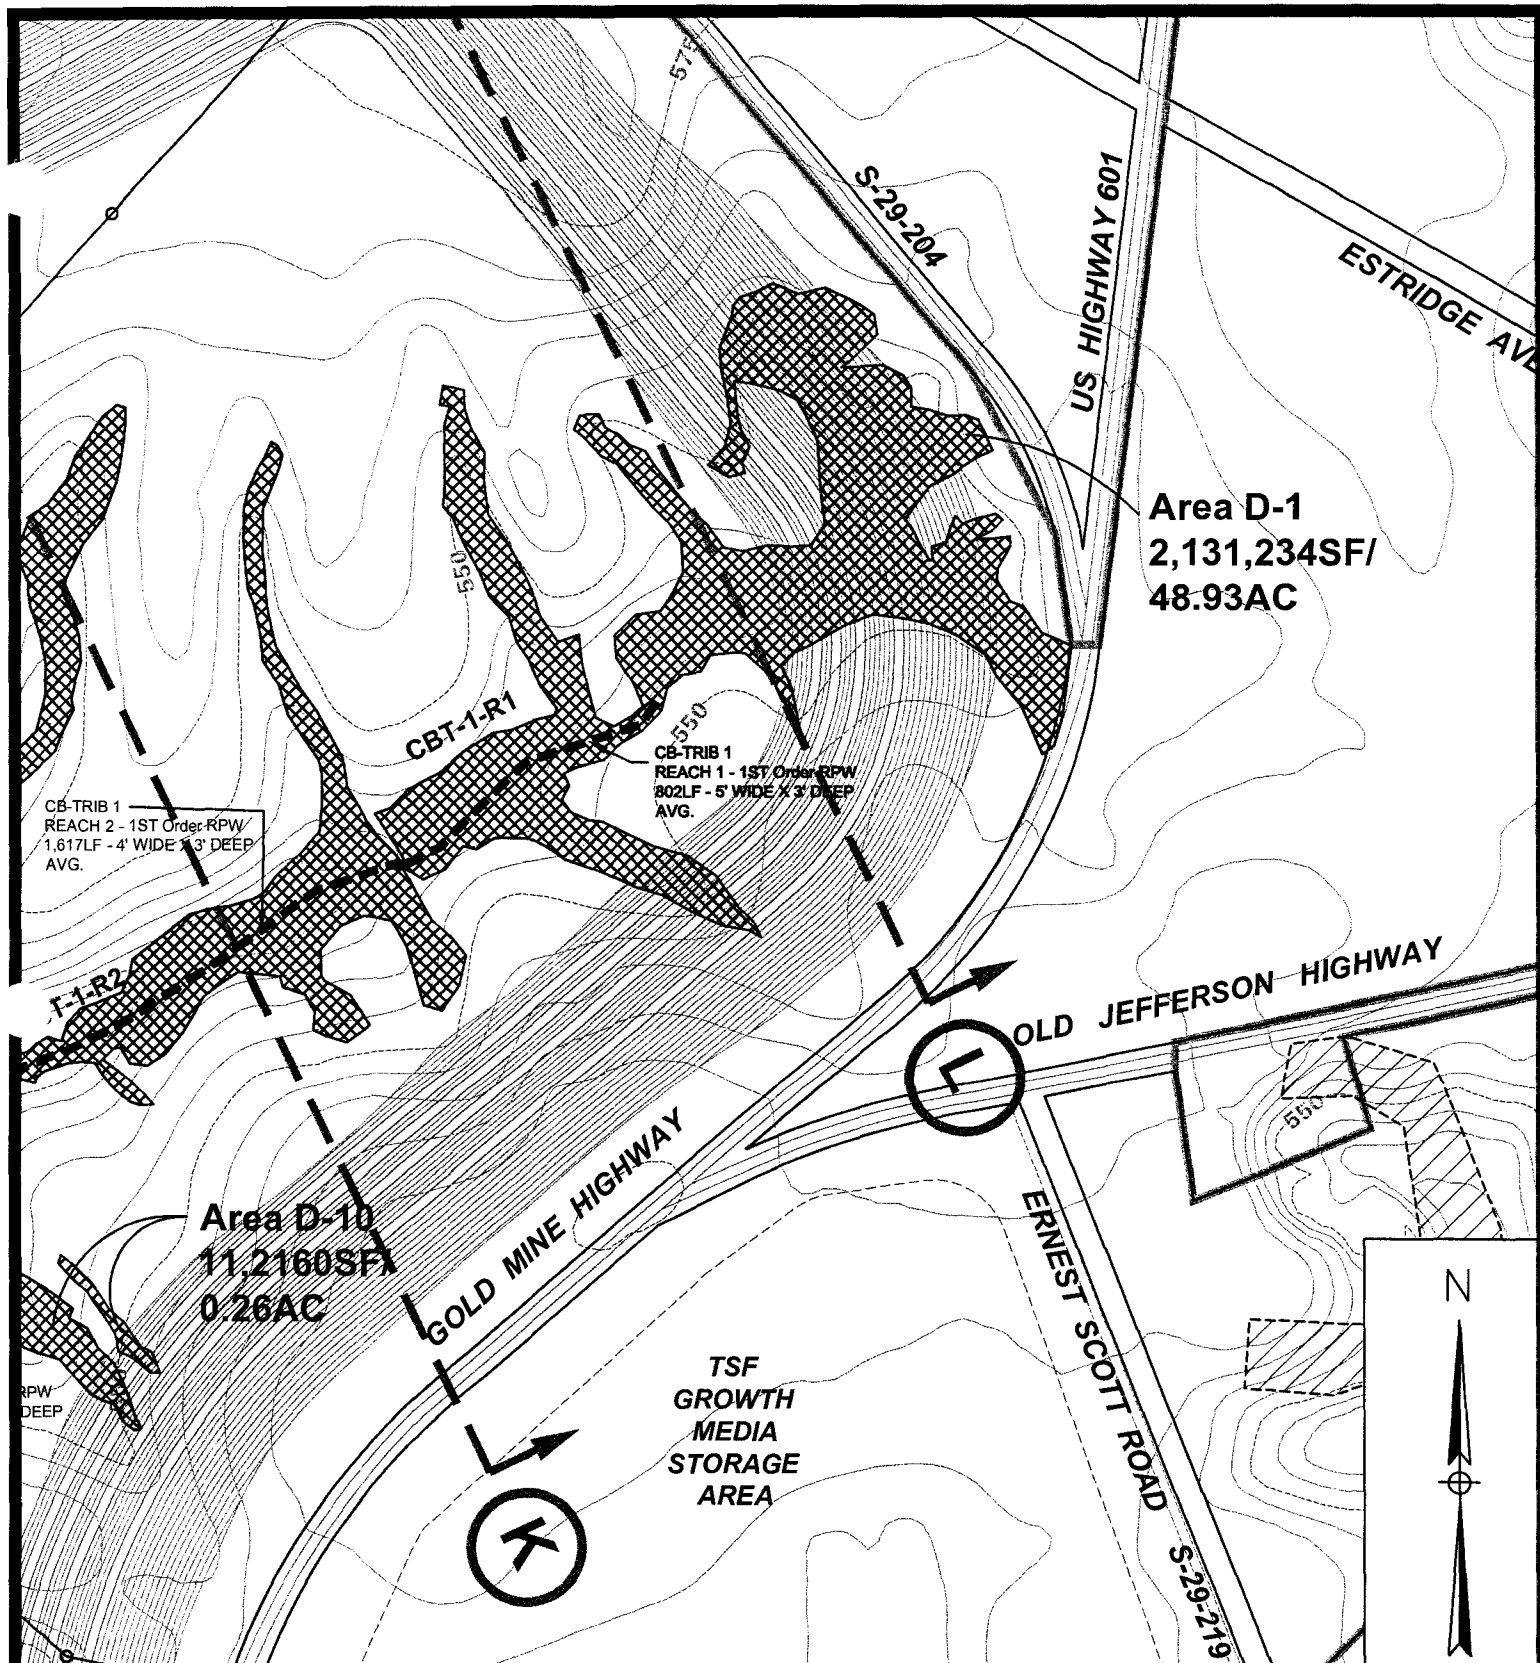 575
S-29-204
US HIGHWAY 601
ESTRIDGE AVE
Area D-1
2,131,234SF/
48.93AC
550
CBT-1-R1
550
CB-TRIB 1
REACH 1 - 1ST Order RPW
802LF - 5' WIDE X 3' DEEP
AVG.
CB-TRIB 1
REACH 2 - 1ST Order RPW
1,617LF - 4' WIDE X 3' DEEP
AVG.
T-1-R2
OLD JEFFERSON HIGHWAY
L
550
GOLD MINE HIGHWAY
Area D-10
11,2160SF/
0.26AC
ERNEST SCOTT ROAD S-29-219
N
TSF
GROWTH
MEDIA
STORAGE
AREA
RPW
DEEP
K